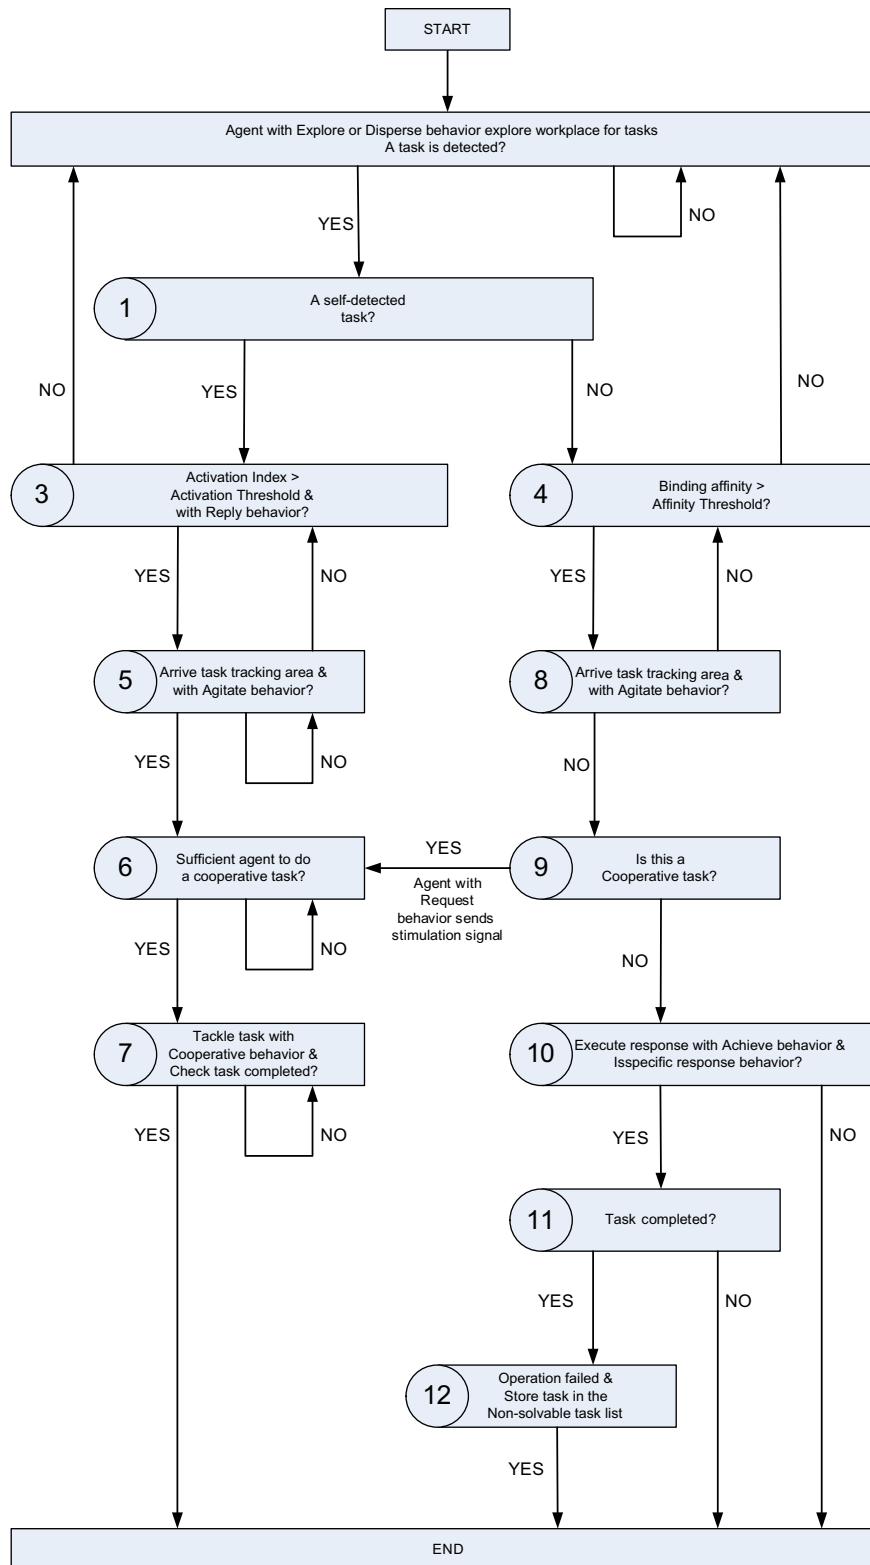 START
Agent with Explore or Disperse behavior explore workplace for tasks
A task is detected?
YES
NO
1
A self-detected
task?
NO
YES
NO
NO
3
Activation Index >
Activation Threshold &
with Reply behavior?
4
Binding affinity >
Affinity Threshold?
YES
NO
YES
NO
5
Arrive task tracking area &
with Agitate behavior?
8
Arrive task tracking area &
with Agitate behavior?
YES
NO
NO
6
Sufficient agent to do
a cooperative task?
YES
Agent with
Request
behavior sends
stimulation signal
9
Is this a
Cooperative task?
YES
NO
NO
7
Tackle task with
Cooperative behavior &
Check task completed?
10
Execute response with Achieve behavior &
Isspecific response behavior?
YES
NO
YES
NO
11
Task completed?
YES
NO
12
Operation failed &
Store task in the
Non-solvable task list
YES
END